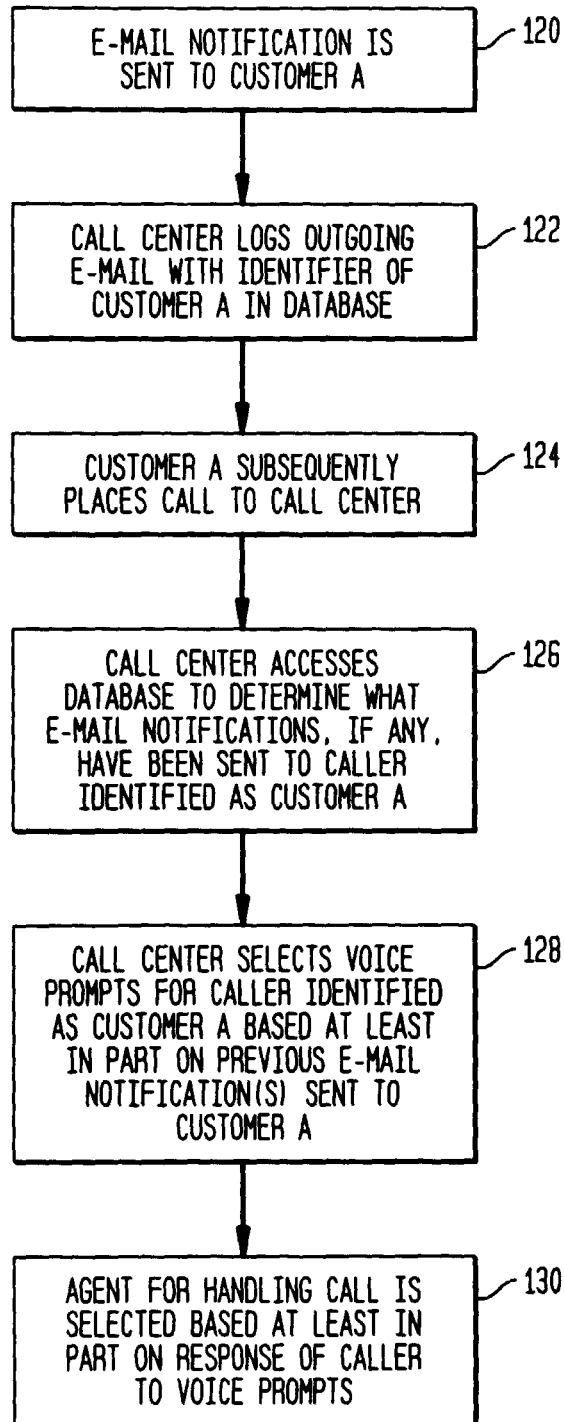 E-MAIL NOTIFICATION IS
SENT TO CUSTOMER A
120
CALL CENTER LOGS OUTGOING
E-MAIL WITH IDENTIFIER OF
CUSTOMER A IN DATABASE
122
CUSTOMER A SUBSEQUENTLY
PLACES CALL TO CALL CENTER
124
CALL CENTER ACCESSES
DATABASE TO DETERMINE WHAT
E-MAIL NOTIFICATIONS, IF ANY,
HAVE BEEN SENT TO CALLER
IDENTIFIED AS CUSTOMER A
126
CALL CENTER SELECTS VOICE
PROMPTS FOR CALLER IDENTIFIED
AS CUSTOMER A BASED AT LEAST
IN PART ON PREVIOUS E-MAIL
NOTIFICATION(S) SENT TO
CUSTOMER A
128
AGENT FOR HANDLING CALL IS
SELECTED BASED AT LEAST IN
PART ON RESPONSE OF CALLER
TO VOICE PROMPTS
130